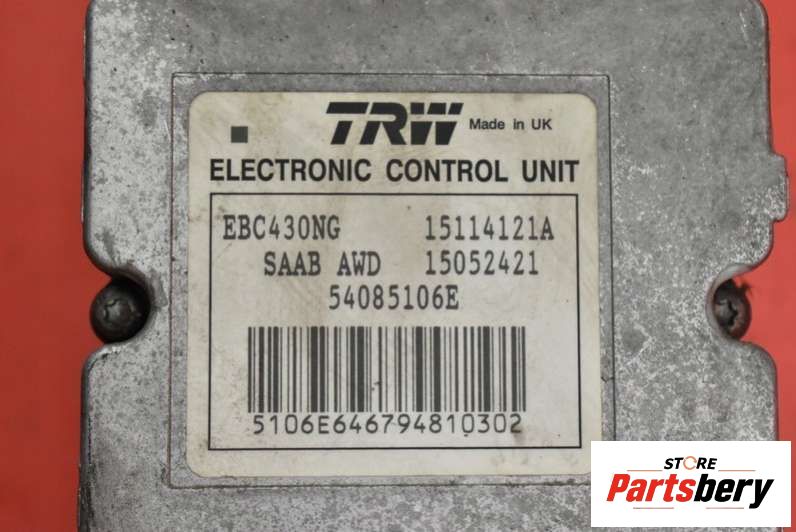 TRW Made in UK
ELECTRONIC CONTROL UNIT
EBC430NG 15114121A
SAAB AWD 15052421
54085106E
5106E646794810302
STORE
Partsbery